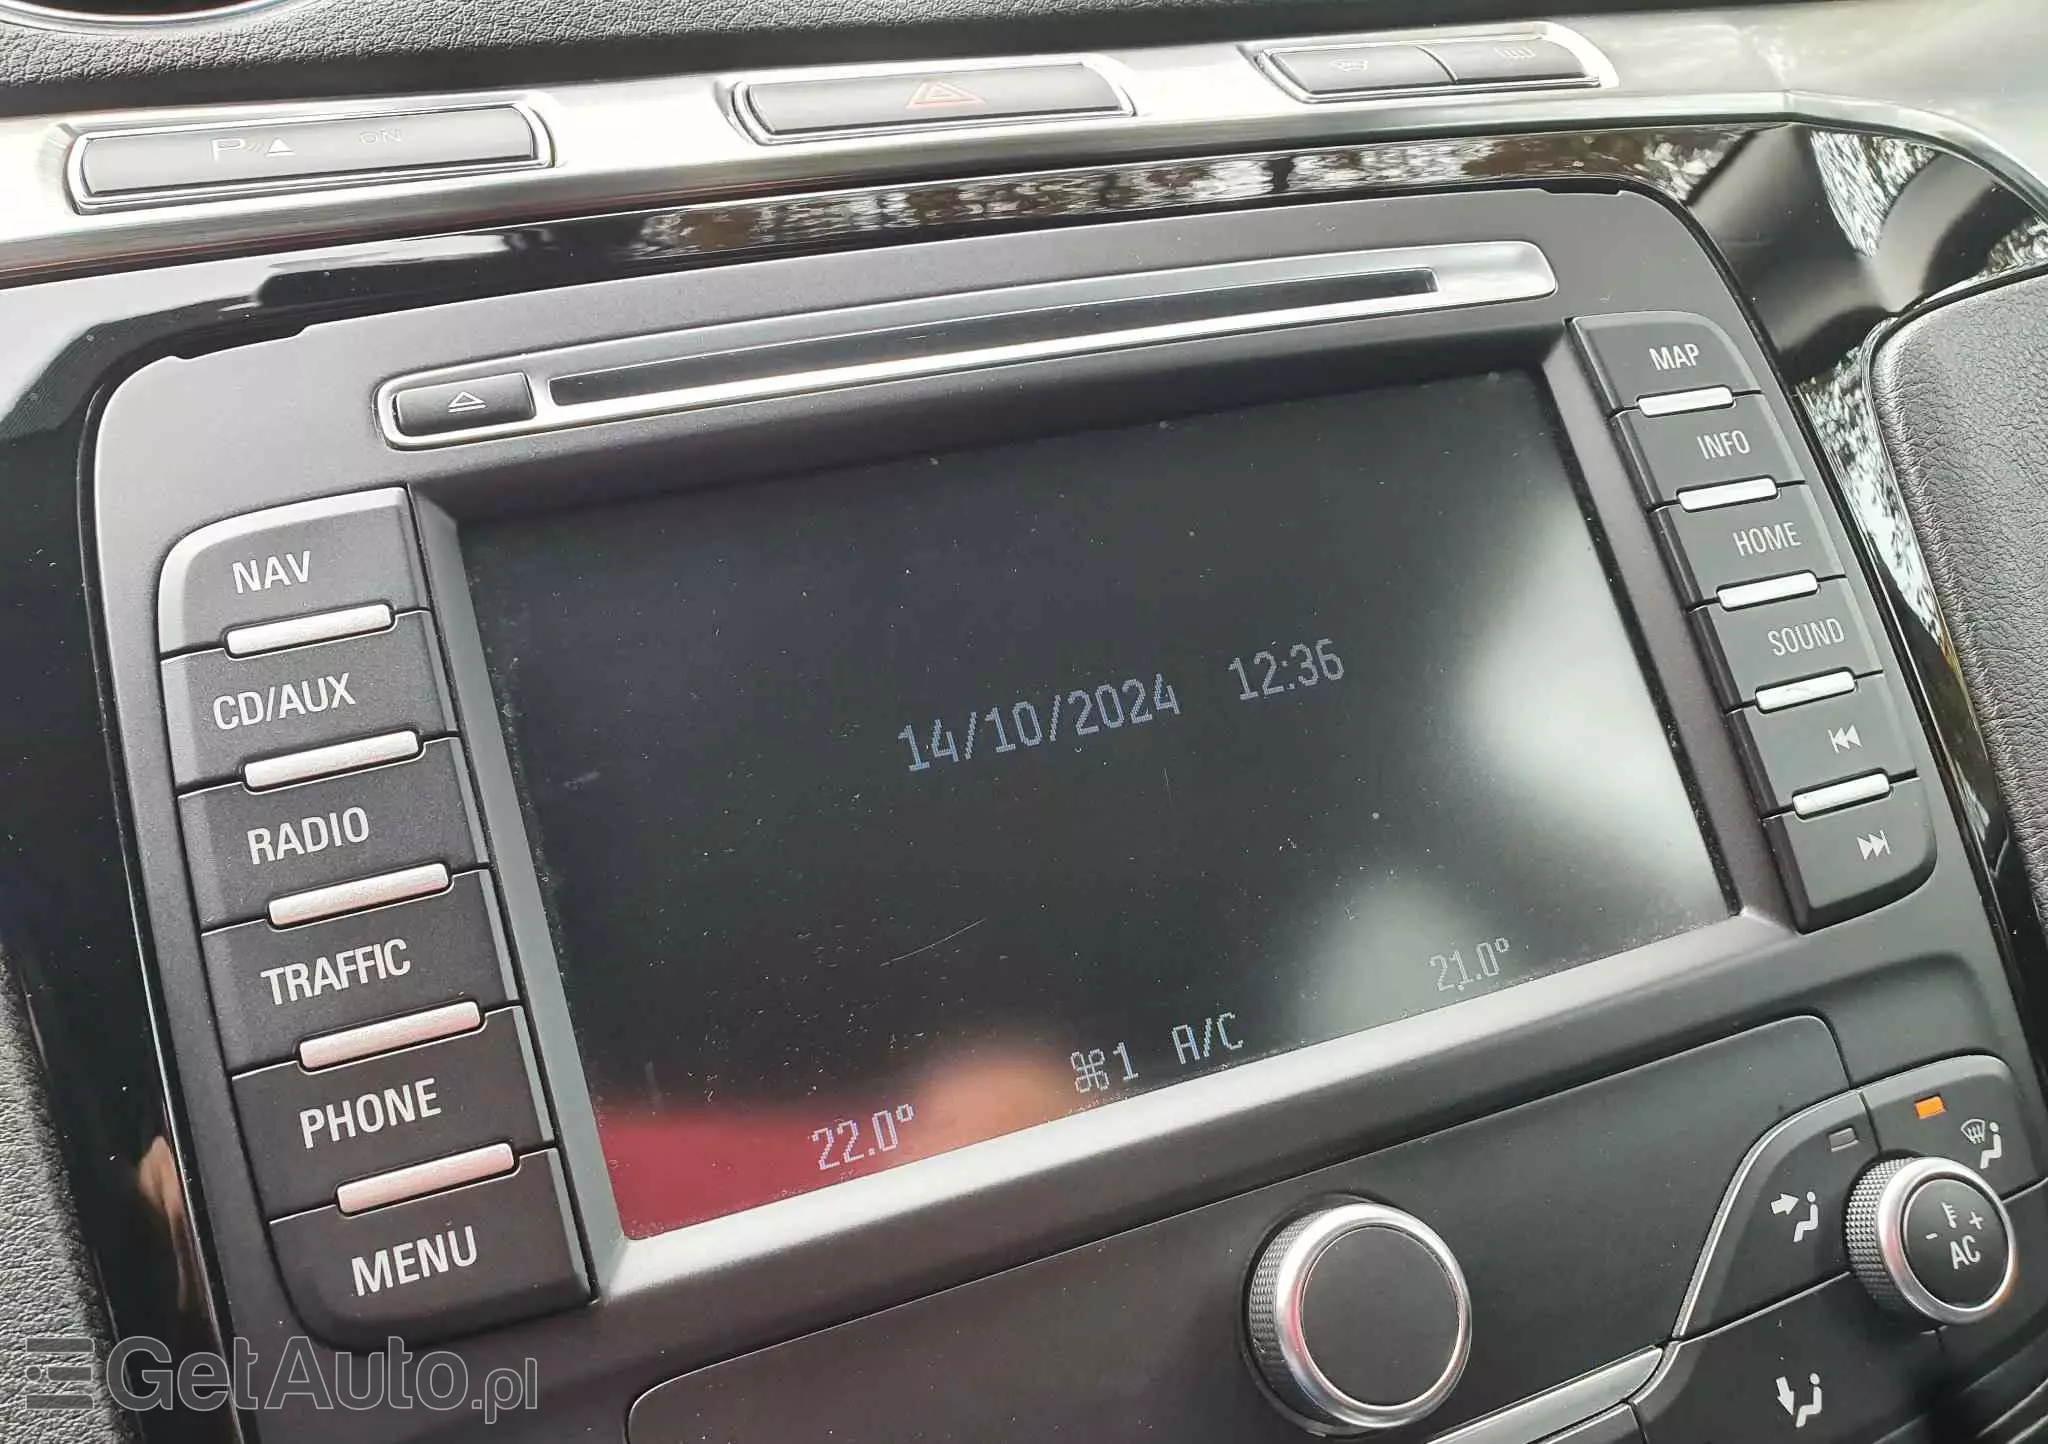 P ON
MAP
INFO
HOME
SOUND
NAV
CD/AUX
RADIO
TRAFFIC
PHONE
MENU
14/10/2024 12:36
22.0° 1 A/C 21.0°
- +
AC
GetAuto.pl